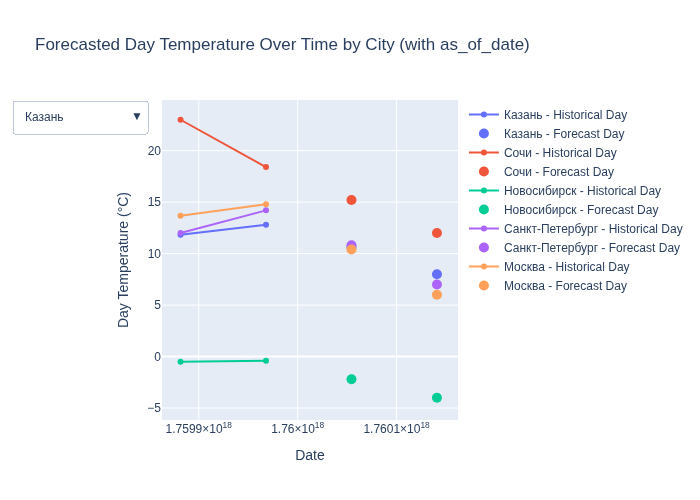 Forecasted Day Temperature Over Time by City (with as_of_date)
Казань ▼
Казань - Historical Day
Казань - Forecast Day
Сочи - Historical Day
Сочи - Forecast Day
Новосибирск - Historical Day
Новосибирск - Forecast Day
Санкт-Петербург - Historical Day
Санкт-Петербург - Forecast Day
Москва - Historical Day
Москва - Forecast Day
Day Temperature (°C)
20
15
10
5
0
−5
1.7599×10¹⁸ 1.76×10¹⁸ 1.7601×10¹⁸
Date